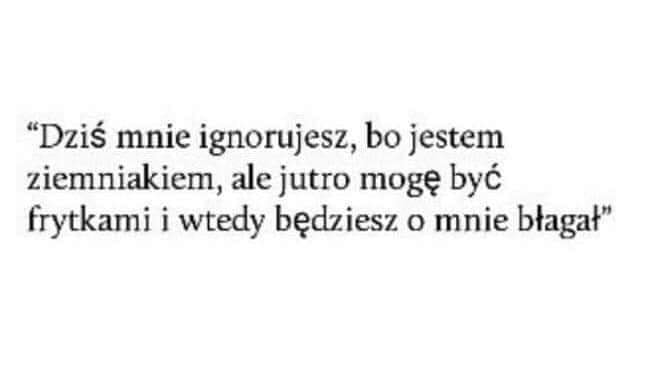 “Dziś mnie ignorujesz, bo jestem
ziemniakiem, ale jutro mogę być
frytkami i wtedy będziesz o mnie błagał”